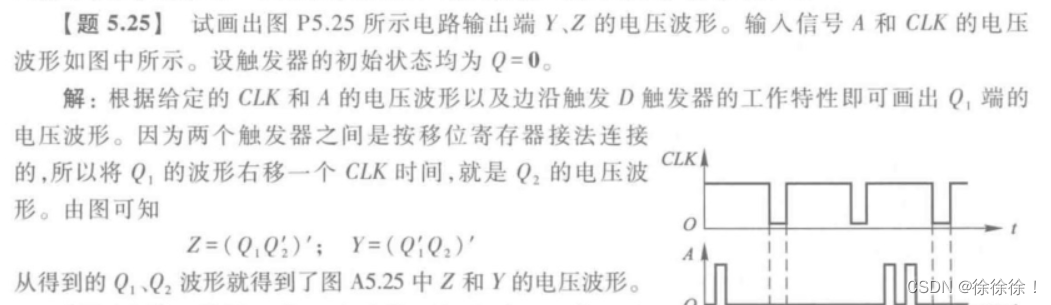 【题 5.25】 试画出图 P5.25 所示电路输出端 Y、Z 的电压波形。输入信号 A 和 CLK 的电压
波形如图中所示。设触发器的初始状态均为 Q=0。
解：根据给定的 CLK 和 A 的电压波形以及边沿触发 D 触发器的工作特性即可画出 Q₁ 端的
电压波形。因为两个触发器之间是按移位寄存器接法连接
的,所以将 Q₁ 的波形右移一个 CLK 时间,就是 Q₂ 的电压波
形。由图可知
Z=(Q₁Q₂′)′； Y=(Q₁′Q₂)′
从得到的 Q₁、Q₂ 波形就得到了图 A5.25 中 Z 和 Y 的电压波形。
CLK
O
t
A
CSDN @徐徐徐！